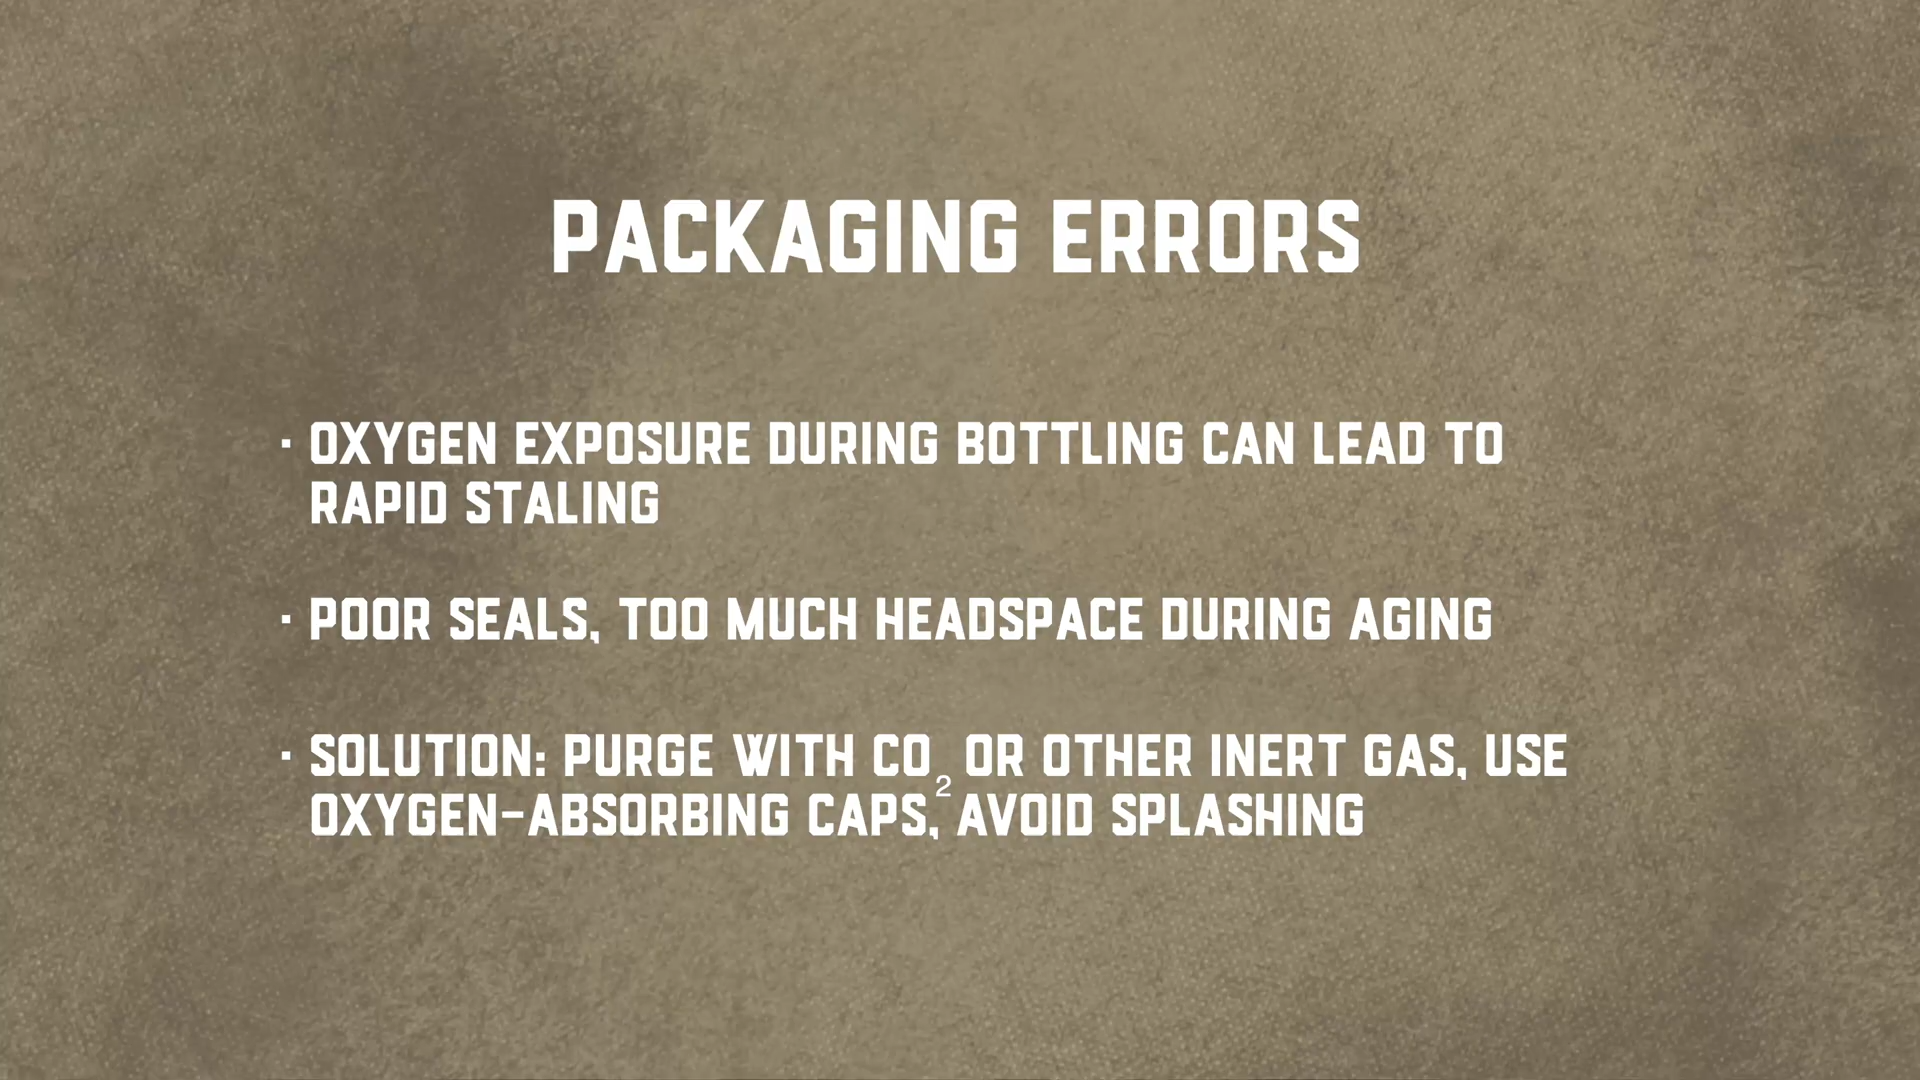 PACKAGING ERRORS
· OXYGEN EXPOSURE DURING BOTTLING CAN LEAD TO
RAPID STALING
· POOR SEALS, TOO MUCH HEADSPACE DURING AGING
· SOLUTION: PURGE WITH CO₂ OR OTHER INERT GAS, USE
OXYGEN-ABSORBING CAPS, AVOID SPLASHING